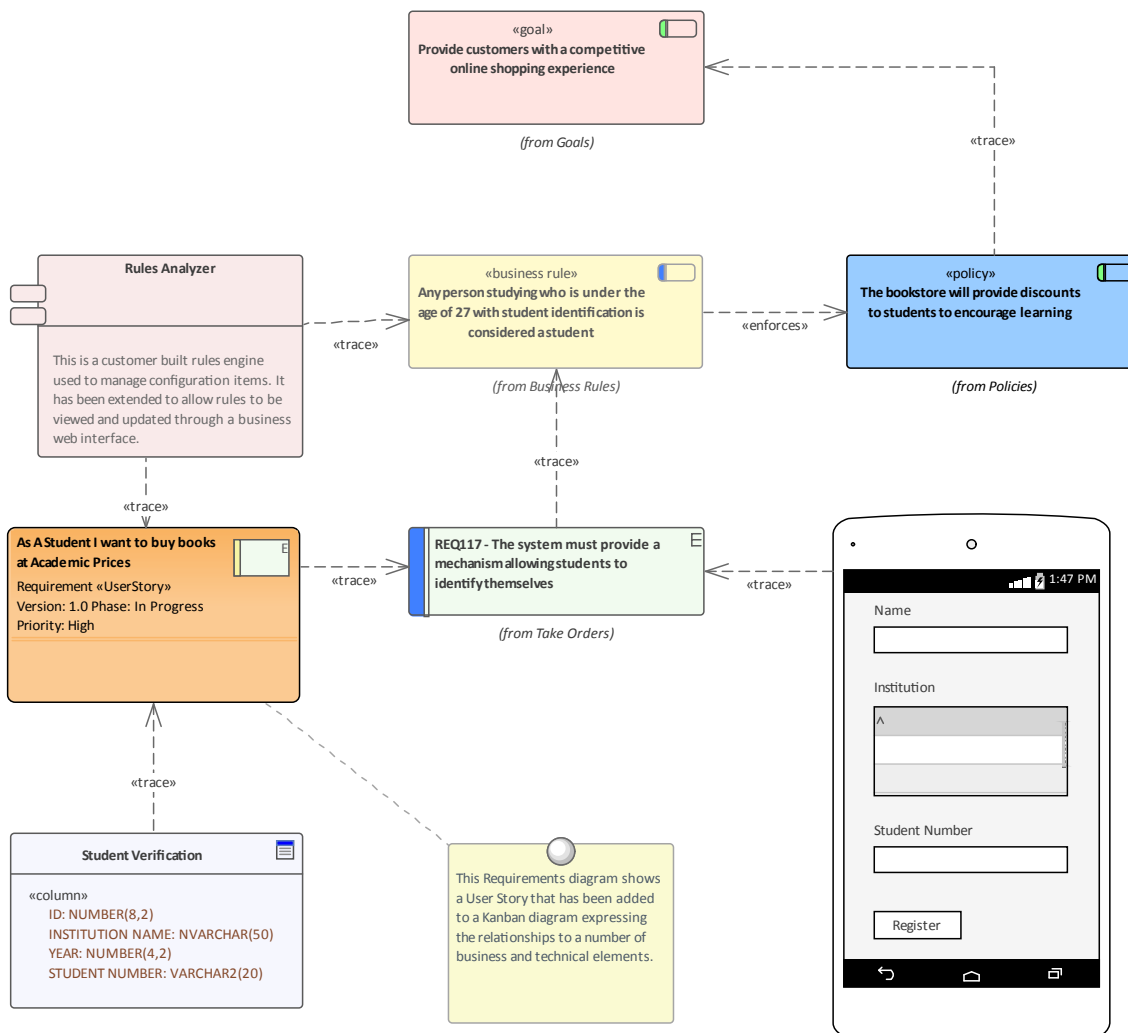 «goal»
Provide customers with a competitive
online shopping experience
(from Goals)
«trace»
Rules Analyzer
This is a customer built rules engine
used to manage configuration items. It
has been extended to allow rules to be
viewed and updated through a business
web interface.
«trace»
«business rule»
Any person studying who is under the
age of 27 with student identification is
considered a student
(from Business Rules)
«enforces»
«policy»
The bookstore will provide discounts
to students to encourage learning
(from Policies)
«trace»
«trace»
As A Student I want to buy books
at Academic Prices
E
Requirement «UserStory»
Version: 1.0 Phase: In Progress
Priority: High
«trace»
REQ117 - The system must provide a
mechanism allowing students to
identify themselves
E
(from Take Orders)
«trace»
1:47 PM
Name
Institution
^
Student Number
Register
«trace»
Student Verification
«column»
ID: NUMBER(8,2)
INSTITUTION NAME: NVARCHAR(50)
YEAR: NUMBER(4,2)
STUDENT NUMBER: VARCHAR2(20)
This Requirements diagram shows
a User Story that has been added
to a Kanban diagram expressing
the relationships to a number of
business and technical elements.